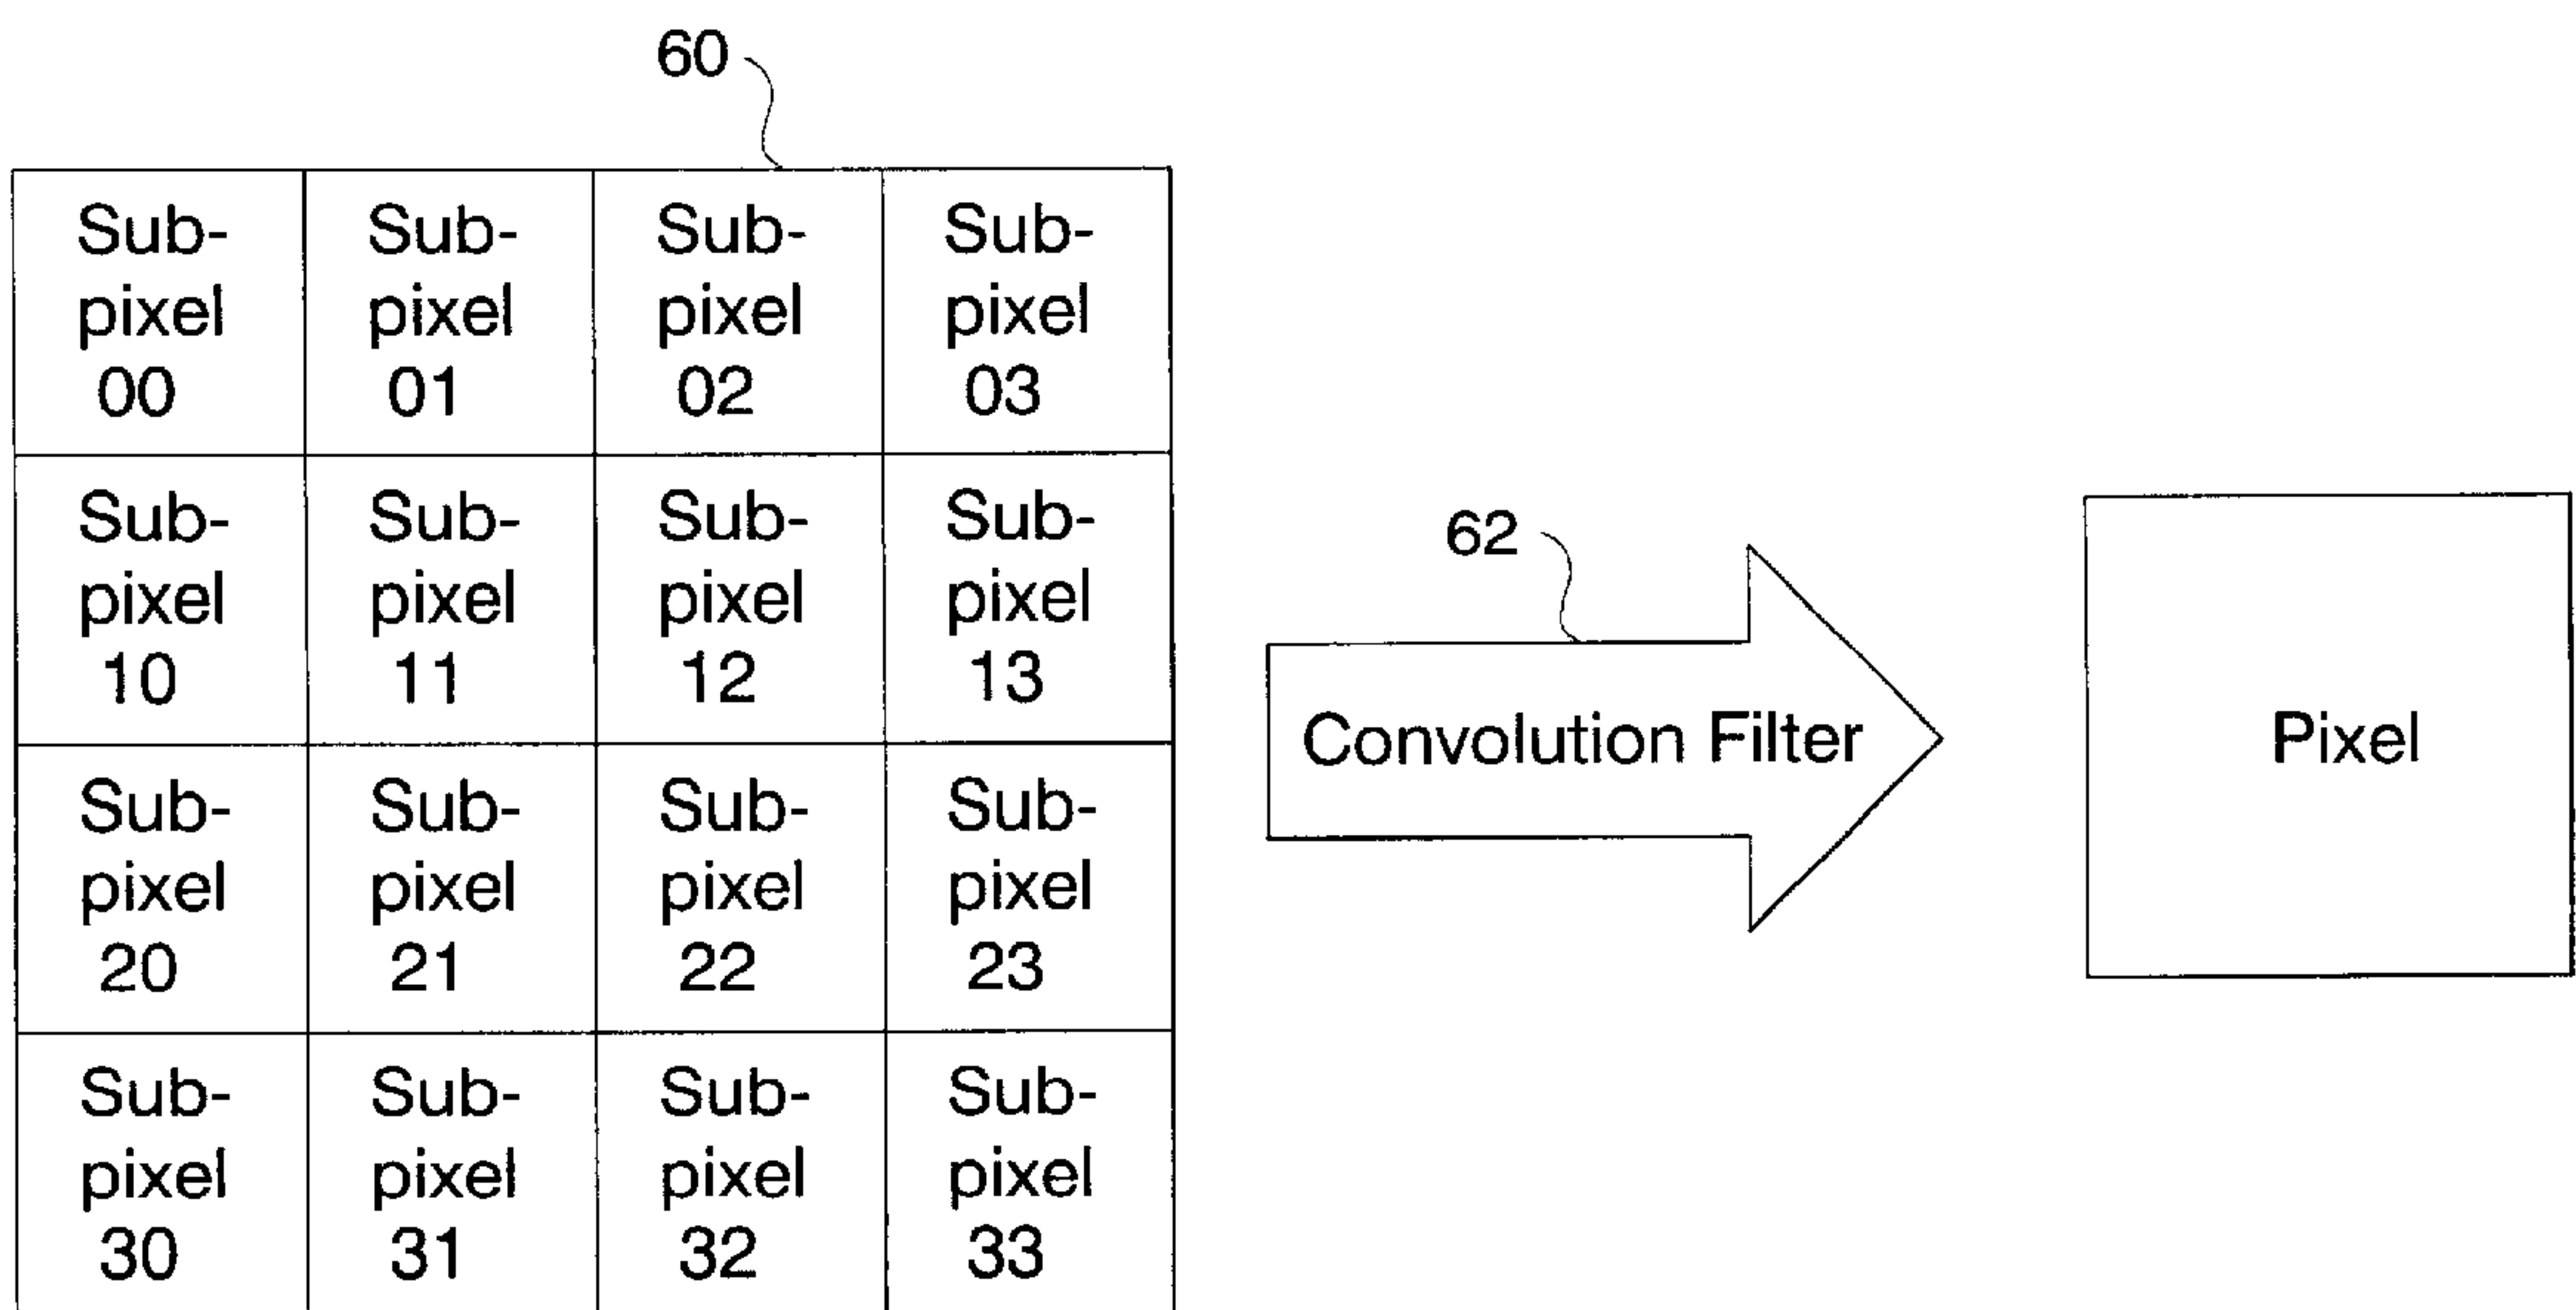 60
Sub-
pixel
00
Sub-
pixel
01
Sub-
pixel
02
Sub-
pixel
03
Sub-
pixel
10
Sub-
pixel
11
Sub-
pixel
12
Sub-
pixel
13
Sub-
pixel
20
Sub-
pixel
21
Sub-
pixel
22
Sub-
pixel
23
Sub-
pixel
30
Sub-
pixel
31
Sub-
pixel
32
Sub-
pixel
33
62
Convolution Filter
Pixel